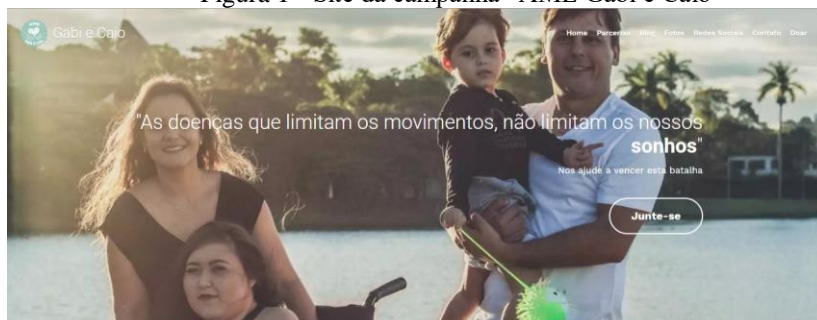 Gabi e Caio
Home Parcerias Blog Fotos Redes Sociais Contato Doar
"As doenças que limitam os movimentos, não limitam os nossos
sonhos"
Nos ajude a vencer esta batalha
Junte-se